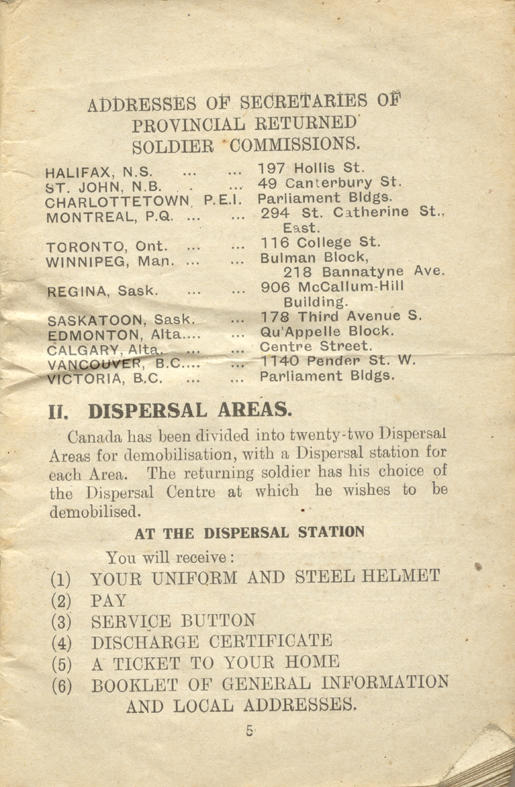 ADDRESSES OF SECRETARIES OF
PROVINCIAL RETURNED
SOLDIER COMMISSIONS.
HALIFAX, N.S. ... ... 197 Hollis St.
ST. JOHN, N.B. . ... 49 Canterbury St.
CHARLOTTETOWN, P.E.I. Parliament Bldgs.
MONTREAL, P.Q. ... ... 294 St. Catherine St.,
East.
TORONTO, Ont. ... ... 116 College St.
WINNIPEG, Man. ... ... Bulman Block,
218 Bannatyne Ave.
REGINA, Sask. ... ... 906 McCallum-Hill
Building.
SASKATOON, Sask. ... 178 Third Avenue S.
EDMONTON, Alta.... ... Qu'Appelle Block.
CALGARY, Alta. ... ... Centre Street.
VANCOUVER, B.C.... ... 1140 Pender St. W.
VICTORIA, B.C. ... ... Parliament Bldgs.
II. DISPERSAL AREAS.
Canada has been divided into twenty-two Dispersal
Areas for demobilisation, with a Dispersal station for
each Area. The returning soldier has his choice of
the Dispersal Centre at which he wishes to be
demobilised.
AT THE DISPERSAL STATION
You will receive:
(1) YOUR UNIFORM AND STEEL HELMET
(2) PAY
(3) SERVICE BUTTON
(4) DISCHARGE CERTIFICATE
(5) A TICKET TO YOUR HOME
(6) BOOKLET OF GENERAL INFORMATION
AND LOCAL ADDRESSES.
5